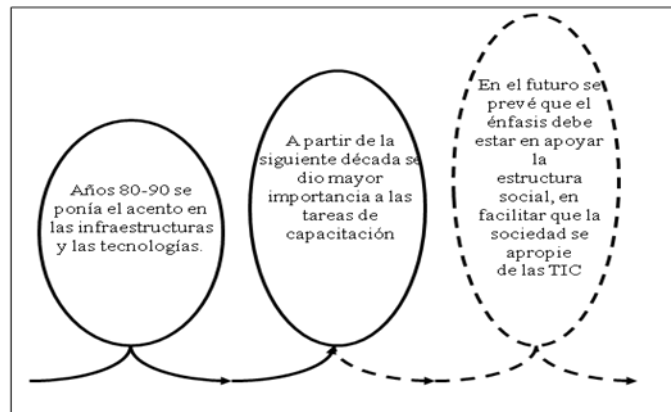 Años 80-90 se
ponía el acento en
las infraestructuras
y las tecnologías.
A partir de la
siguiente década se
dio mayor
importancia a las
tareas de
capacitación
En el futuro se
prevé que el
énfasis debe
estar en apoyar
la
estructura
social, en
facilitar que la
sociedad se
apropie
de las TIC